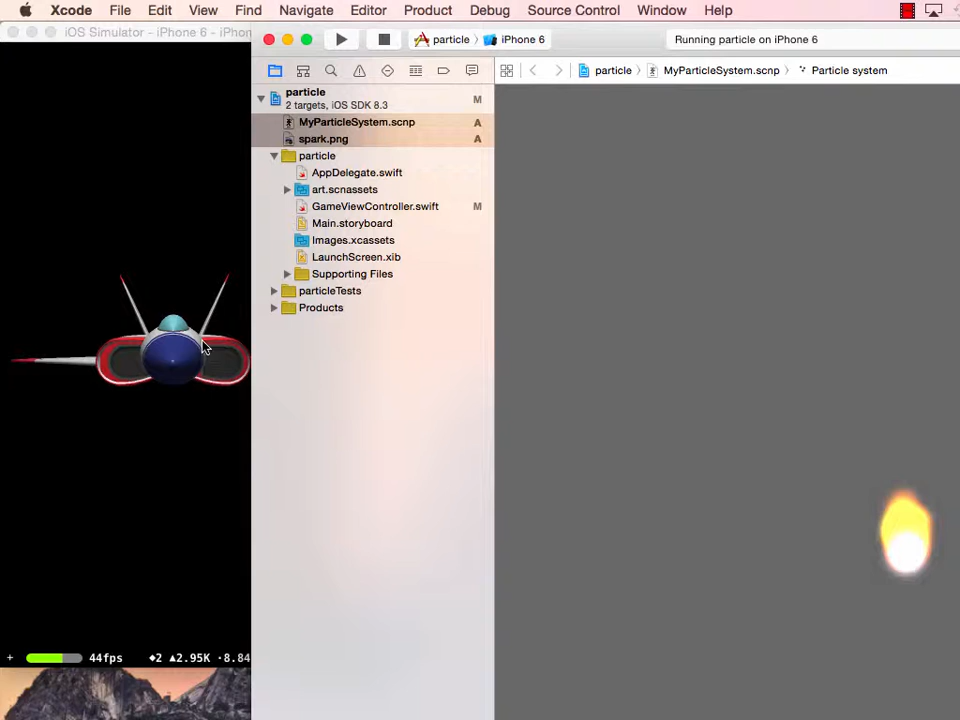 Xcode File Edit View Find Navigate Editor Product Debug Source Control Window Help
iOS Simulator - iPhone 6 - iPhon
particle iPhone 6
Running particle on iPhone 6
particle MyParticleSystem.scnp Particle system
particle
2 targets, iOS SDK 8.3 M
MyParticleSystem.scnp A
spark.png A
particle
AppDelegate.swift
art.scnassets
GameViewController.swift M
Main.storyboard
Images.xcassets
LaunchScreen.xib
Supporting Files
particleTests
Products
+ 44fps ◆2 ▲2.95K ·8.84